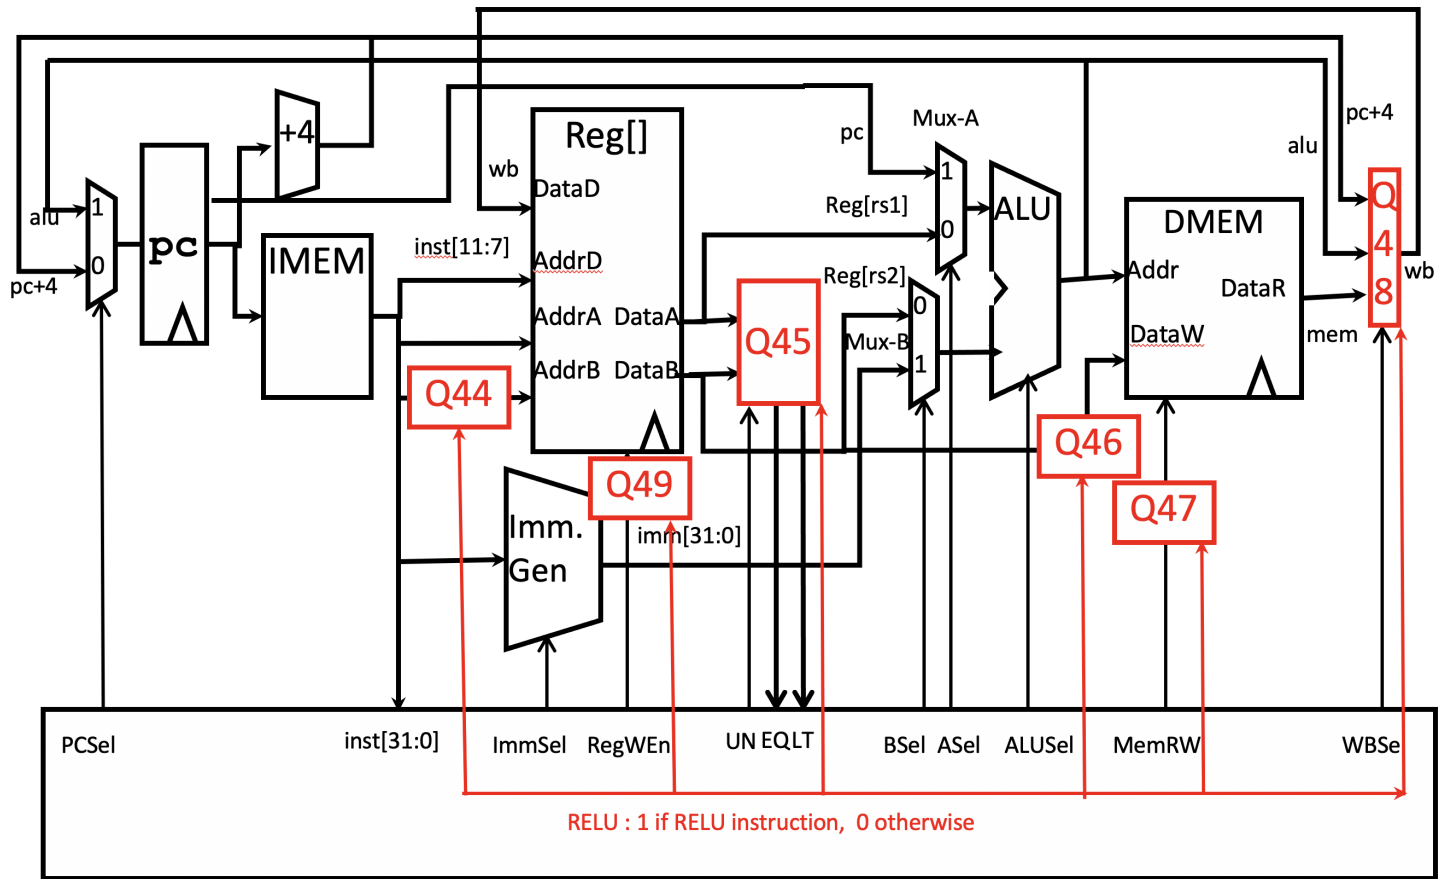 +4
Reg[]
wb
DataD
pc
Mux-A
pc+4
alu
alu
1
0
pc
IMEM
inst[11:7]
AddrD
AddrA
DataA
AddrB
DataB
Reg[rs1]
Reg[rs2]
1
0
0
1
Mux-B
ALU
DMEM
Addr
DataR
DataW
Q
4
8
wb
mem
pc+4
Q44
Q45
Q46
Q47
Q49
Imm.
Gen
imm[31:0]
PCSel
inst[31:0]
ImmSel
RegWEn
UN EQLT
BSel
ASel
ALUSel
MemRW
WBSe
RELU : 1 if RELU instruction, 0 otherwise